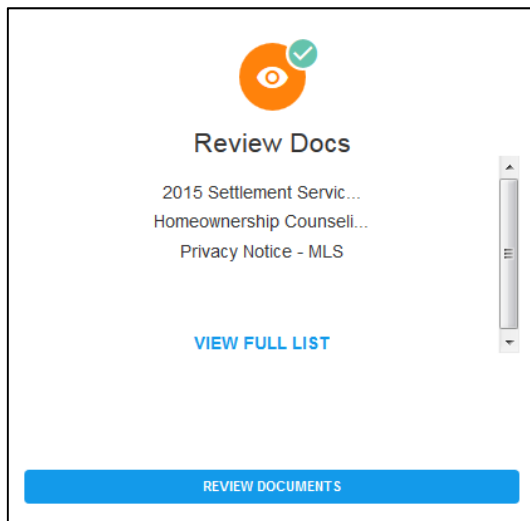 Review Docs
2015 Settlement Servic...
Homeownership Counseli...
Privacy Notice - MLS
VIEW FULL LIST
REVIEW DOCUMENTS